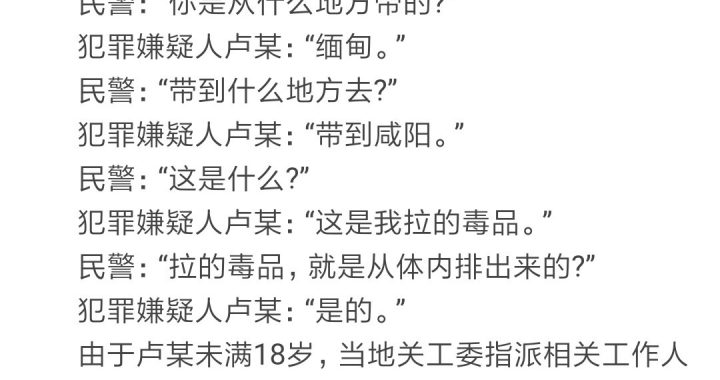 民警：“你是从什么地方带的?
犯罪嫌疑人卢某：“缅甸。”
民警：“带到什么地方去?”
犯罪嫌疑人卢某：“带到咸阳。”
民警：“这是什么?”
犯罪嫌疑人卢某：“这是我拉的毒品。”
民警：“拉的毒品，就是从体内排出来的?”
犯罪嫌疑人卢某：“是的。”
由于卢某未满18岁，当地关工委指派相关工作人